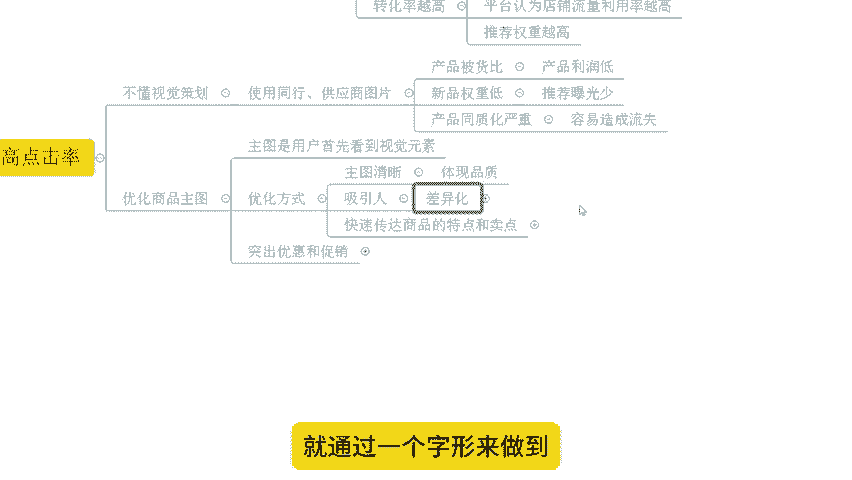 转化率越高 平台认为店铺流量利用率越高
推荐权重越高
产品被货比 产品利润低
不懂视觉策划 使用同行、供应商图片 新品权重低 推荐曝光少
产品同质化严重 容易造成流失
高点击率
主图是用户首先看到视觉元素
主图清晰 体现品质
优化商品主图 优化方式 吸引人 差异化
快速传达商品的特点和卖点
突出优惠和促销
就通过一个字形来做到